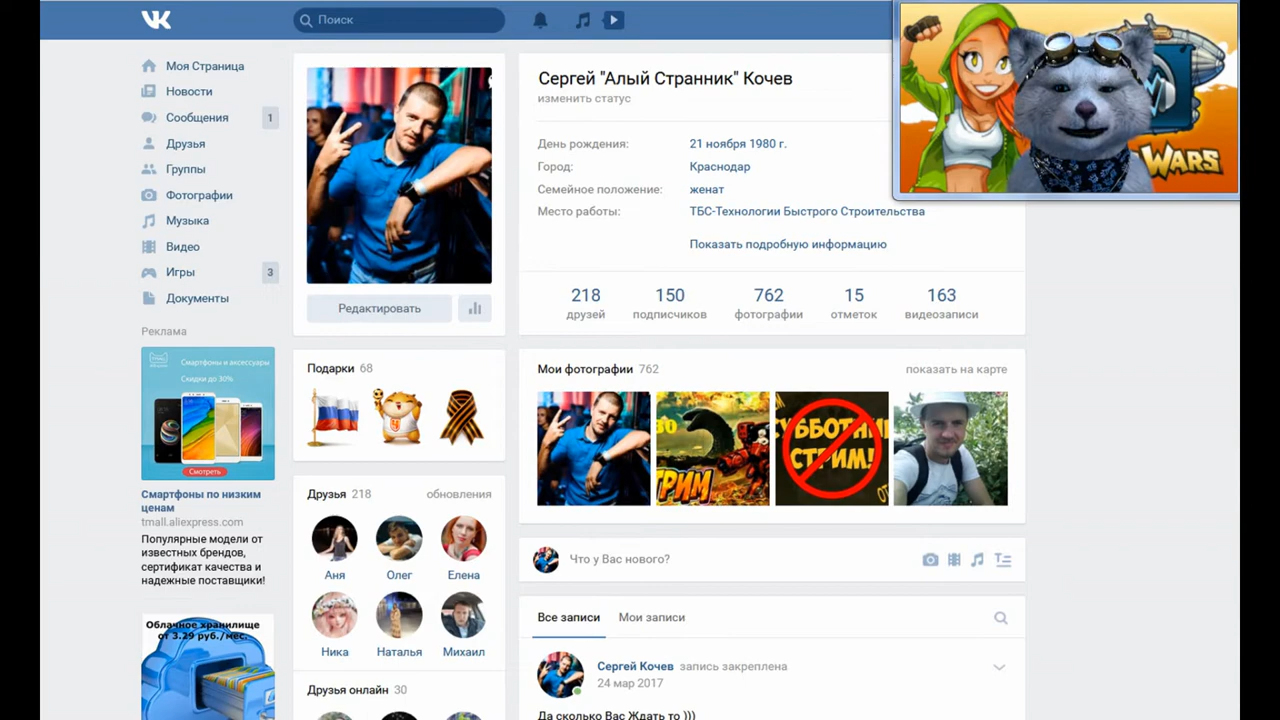 Поиск
Моя Страница
Новости
Сообщения 1
Друзья
Группы
Фотографии
Музыка
Видео
Игры 3
Документы
Реклама
Смартфоны и аксессуары
Скидки до 30%
Смотреть
Смартфоны по низким
ценам
tmall.aliexpress.com
Популярные модели от
известных брендов,
сертификат качества и
надежные поставщики!
Облачное хранилище
от 3.29 руб./мес.
Редактировать
Подарки 68
Друзья 218 обновления
Аня Олег Елена
Ника Наталья Михаил
Друзья онлайн 30
Сергей "Алый Странник" Кочев
изменить статус
День рождения: 21 ноября 1980 г.
Город: Краснодар
Семейное положение: женат
Место работы: ТБС-Технологии Быстрого Строительства
Показать подробную информацию
218 150 762 15 163
друзей подписчиков фотографии отметок видеозаписи
Мои фотографии 762 показать на карте
СУББОТНИ
СТРИМ!
Что у Вас нового?
Все записи Мои записи
Сергей Кочев запись закреплена
24 мар 2017
Да сколько Вас Ждать то )))
WARS